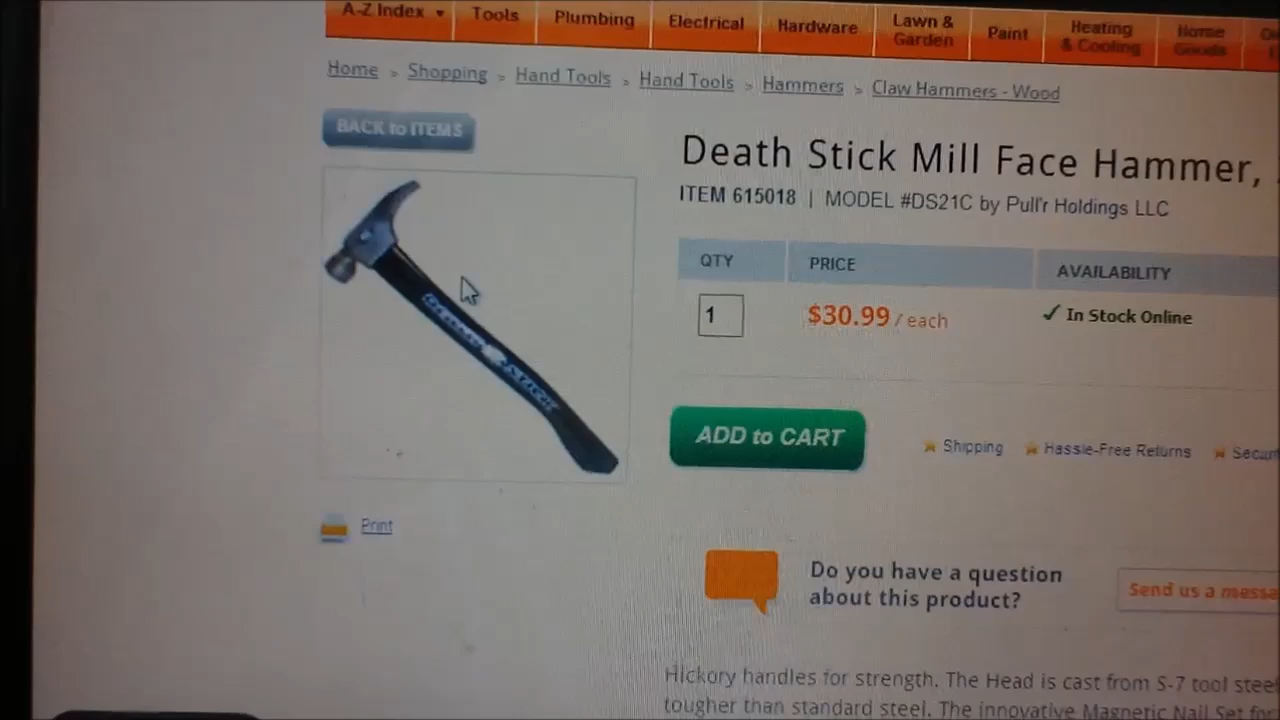 A-Z Index Tools Plumbing Electrical Hardware Lawn & Garden Paint Heating & Cooling Home Goods
Home > Shopping > Hand Tools > Hand Tools > Hammers > Claw Hammers - Wood
BACK to ITEMS
Death Stick Mill Face Hammer,
ITEM 615018 | MODEL #DS21C by Pull'r Holdings LLC
QTY PRICE AVAILABILITY
1 $30.99 / each ✓ In Stock Online
ADD to CART
Shipping Hassle-Free Returns
Print
Do you have a question
about this product?
Send us a messa
Hickory handles for strength. The Head is cast from S-7 tool steel
tougher than standard steel. The innovative Magnetic Nail Set for